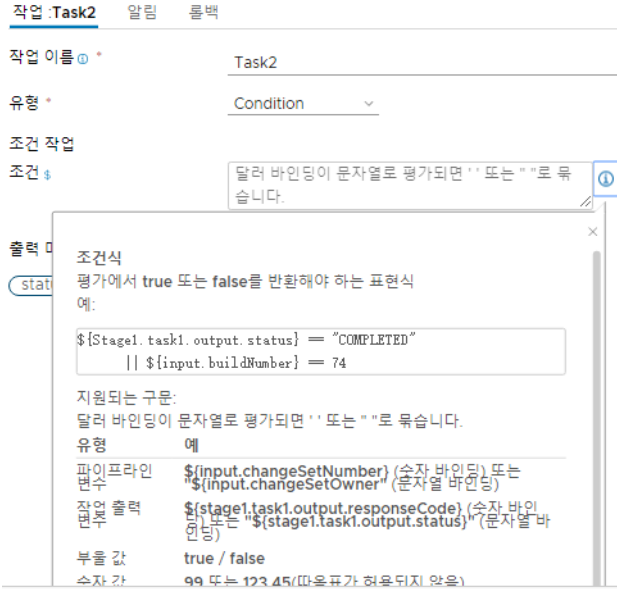 작업 :Task2 알림 롤백
작업 이름 *
Task2
유형 *
Condition
조건 작업
조건 $
달러 바인딩이 문자열로 평가되면 ' ' 또는 " "로 묶
습니다.
출력
조건식
평가에서 true 또는 false를 반환해야 하는 표현식
예:
${Stage1.task1.output.status} == "COMPLETED"
|| ${input.buildNumber} == 74
지원되는 구문:
달러 바인딩이 문자열로 평가되면 ' ' 또는 " "로 묶습니다.
유형 예
파이프라인 변수 ${input.changeSetNumber} (숫자 바인딩) 또는
"${input.changeSetOwner" (문자열 바인딩)
작업 출력 변수 ${stage1.task1.output.responseCode} (숫자 바인
딩) 또는 "${stage1.task1.output.status}" (문자열 바
인딩)
부울 값 true / false
숫자 값 99 또는 123.45(따옴표가 허용되지 않음)